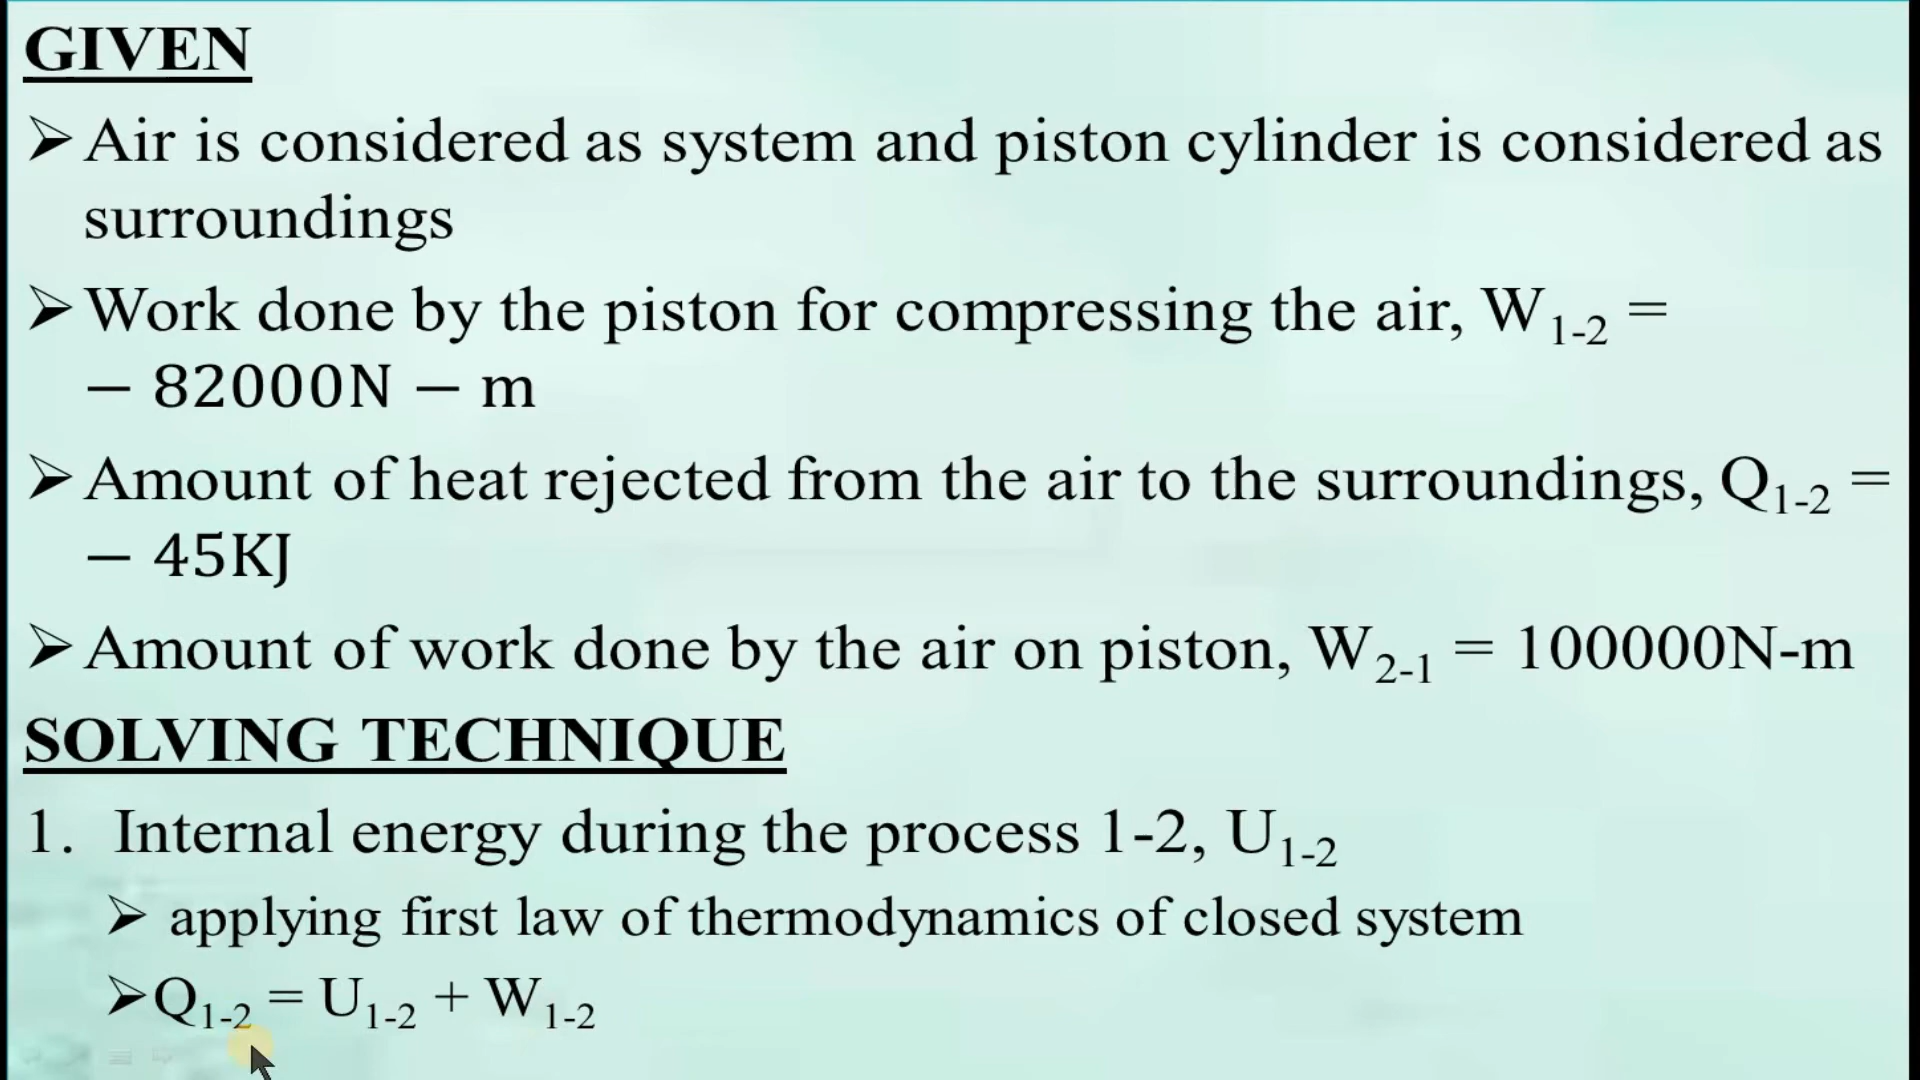 GIVEN
➢ Air is considered as system and piston cylinder is considered as
surroundings
➢ Work done by the piston for compressing the air, W₁₋₂ =
− 82000N − m
➢ Amount of heat rejected from the air to the surroundings, Q₁₋₂ =
− 45KJ
➢ Amount of work done by the air on piston, W₂₋₁ = 100000N-m
SOLVING TECHNIQUE
1. Internal energy during the process 1-2, U₁₋₂
➢ applying first law of thermodynamics of closed system
➢ Q₁₋₂ = U₁₋₂ + W₁₋₂